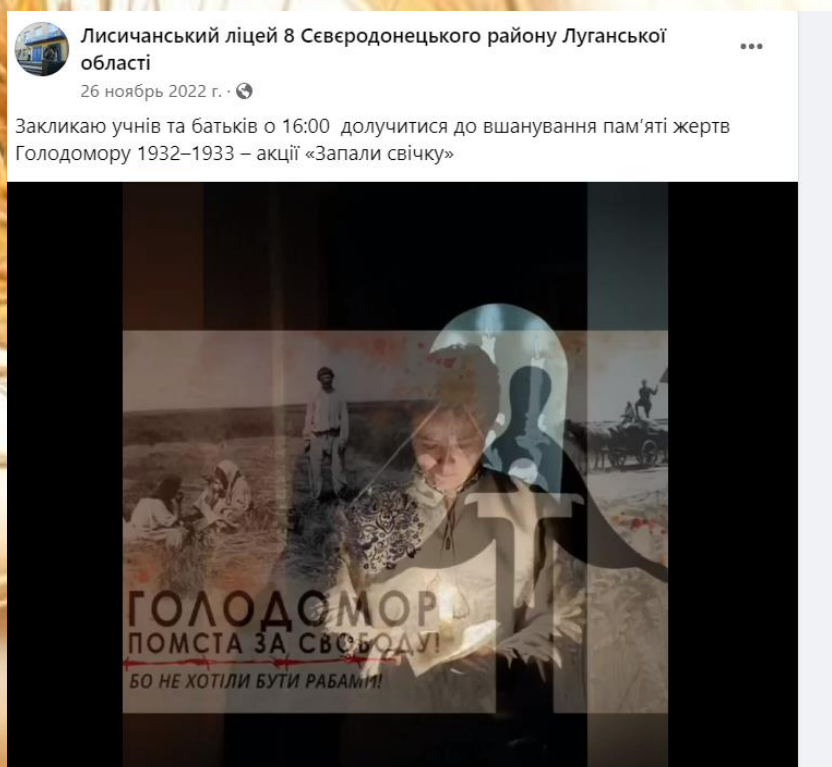 Лисичанський ліцей 8 Сєвєродонецького району Луганської
області
26 ноябрь 2022 г. ·
Закликаю учнів та батьків о 16:00 долучитися до вшанування пам'яті жертв
Голодомору 1932–1933 – акції «Запали свічку»
ГОЛОДОМОР
ПОМСТА ЗА СВОБОДУ!
БО НЕ ХОТІЛИ БУТИ РАБАМИ!